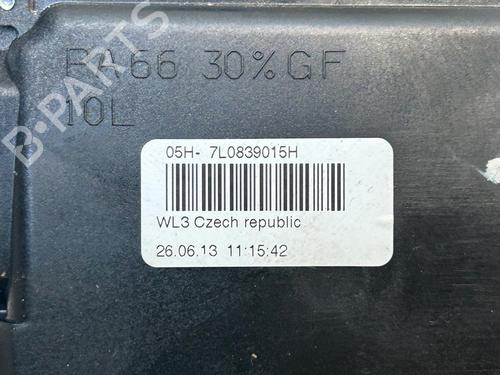 PA66 30%GF
10L
05H- 7L0839015H
WL3 Czech republic
26.06.13 11:15:42
B-PARTS